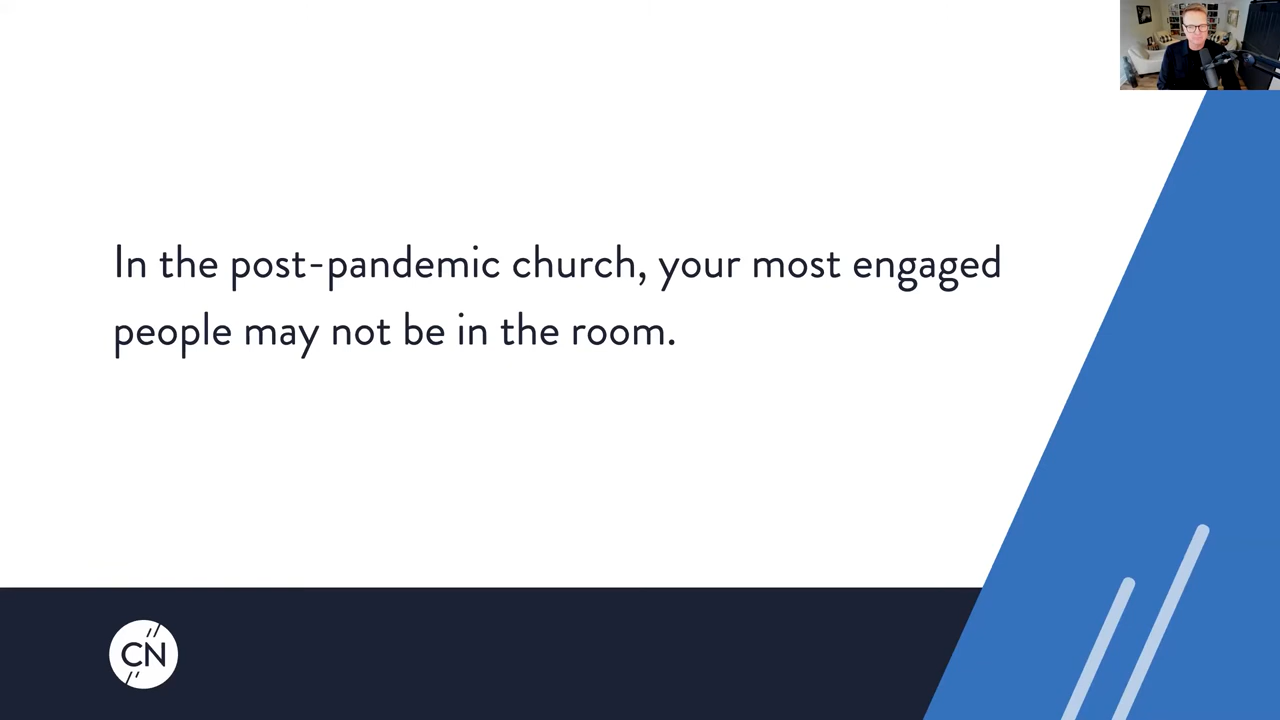 In the post-pandemic church, your most engaged
people may not be in the room.
CN